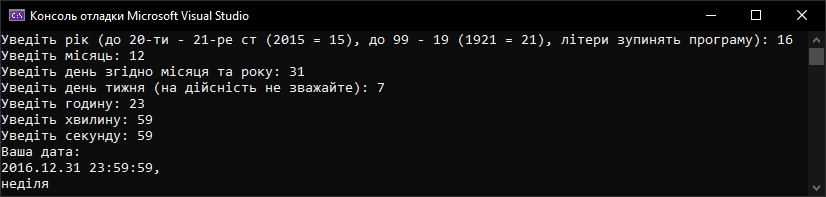 Консоль отладки Microsoft Visual Studio
Уведіть рік (до 20-ти - 21-ре ст (2015 = 15), до 99 - 19 (1921 = 21), літери зупинять програму): 16
Уведіть місяць: 12
Уведіть день згідно місяця та року: 31
Уведіть день тижня (на дійсність не зважайте): 7
Уведіть годину: 23
Уведіть хвилину: 59
Уведіть секунду: 59
Ваша дата:
2016.12.31 23:59:59,
неділя